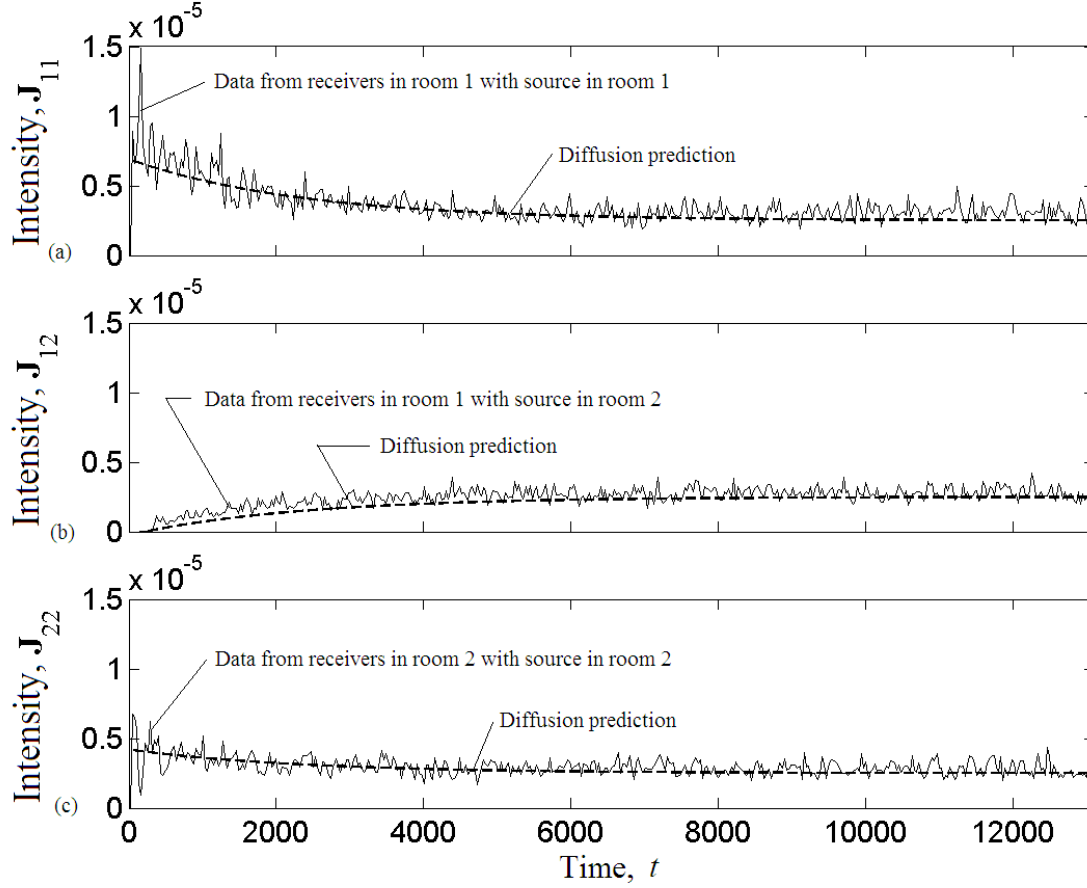 x 10-5
1.5
1
0.5
0
Intensity, J11
(a)
Data from receivers in room 1 with source in room 1
Diffusion prediction
x 10-5
1.5
1
0.5
0
Intensity, J12
(b)
Data from receivers in room 1 with source in room 2
Diffusion prediction
x 10-5
1.5
1
0.5
0
Intensity, J22
(c)
Data from receivers in room 2 with source in room 2
Diffusion prediction
0 2000 4000 6000 8000 10000 12000
Time, t